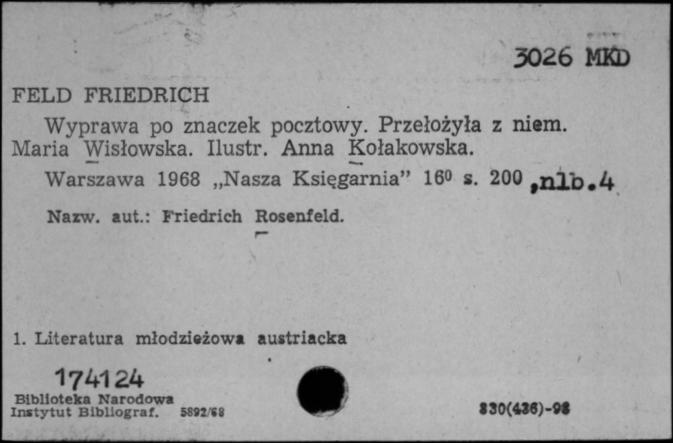 3026 MKD
FELD FRIEDRICH
Wyprawa po znaczek pocztowy. Przełożyła z niem.
Maria Wisłowska. Ilustr. Anna Kołakowska.
Warszawa 1968 „Nasza Księgarnia” 16⁰ s. 200 ,nlb.4
Nazw. aut.: Friedrich Rosenfeld.
1. Literatura młodzieżowa austriacka
174124
Biblioteka Narodowa
Instytut Bibliograf. 5892/68
830(436)-93